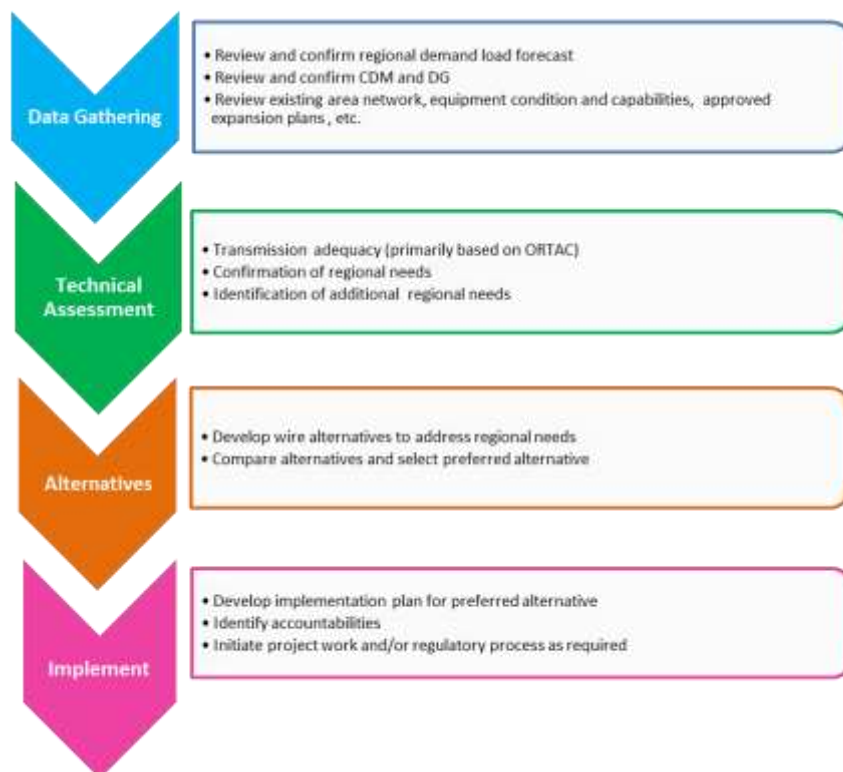 Data Gathering
• Review and confirm regional demand load forecast
• Review and confirm CDM and DG
• Review existing area network, equipment condition and capabilities, approved
expansion plans, etc.
Technical
Assessment
• Transmission adequacy (primarily based on ORTAC)
• Confirmation of regional needs
• Identification of additional regional needs
Alternatives
• Develop wire alternatives to address regional needs
• Compare alternatives and select preferred alternative
Implement
• Develop implementation plan for preferred alternative
• Identify accountabilities
• Initiate project work and/or regulatory process as required